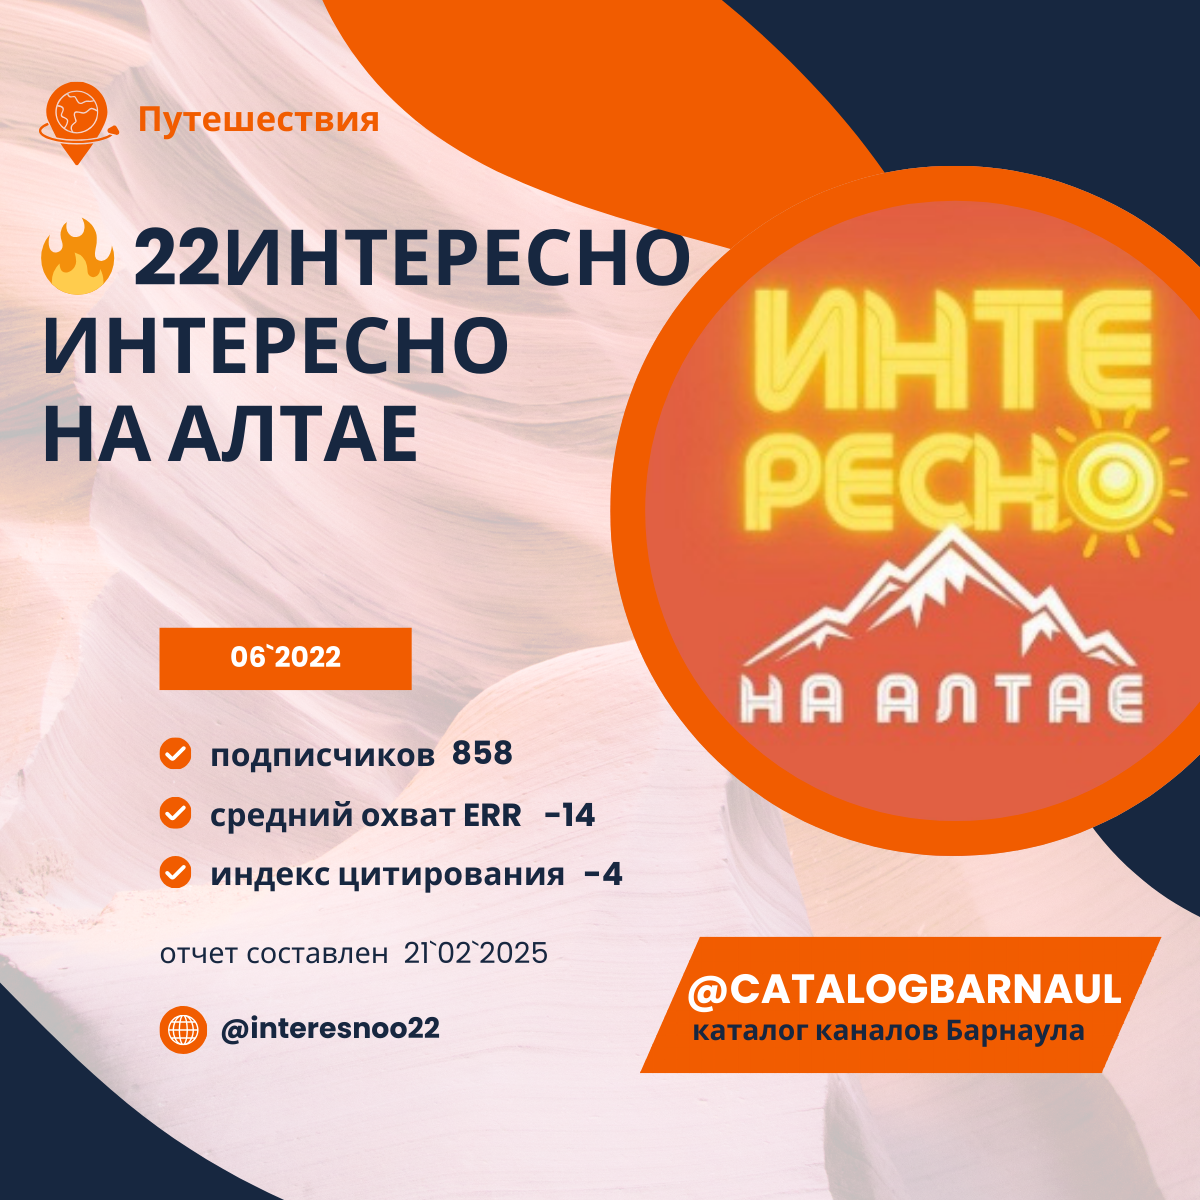 Путешествия
🔥 22ИНТЕРЕСНО
ИНТЕРЕСНО
НА АЛТАЕ
ИНТЕ
РЕСНО
НА АЛТАЕ
06`2022
подписчиков 858
средний охват ERR -14
индекс цитирования -4
отчет составлен 21`02`2025
@interesnoo22
@CATALOGBARNAUL
каталог каналов Барнаула